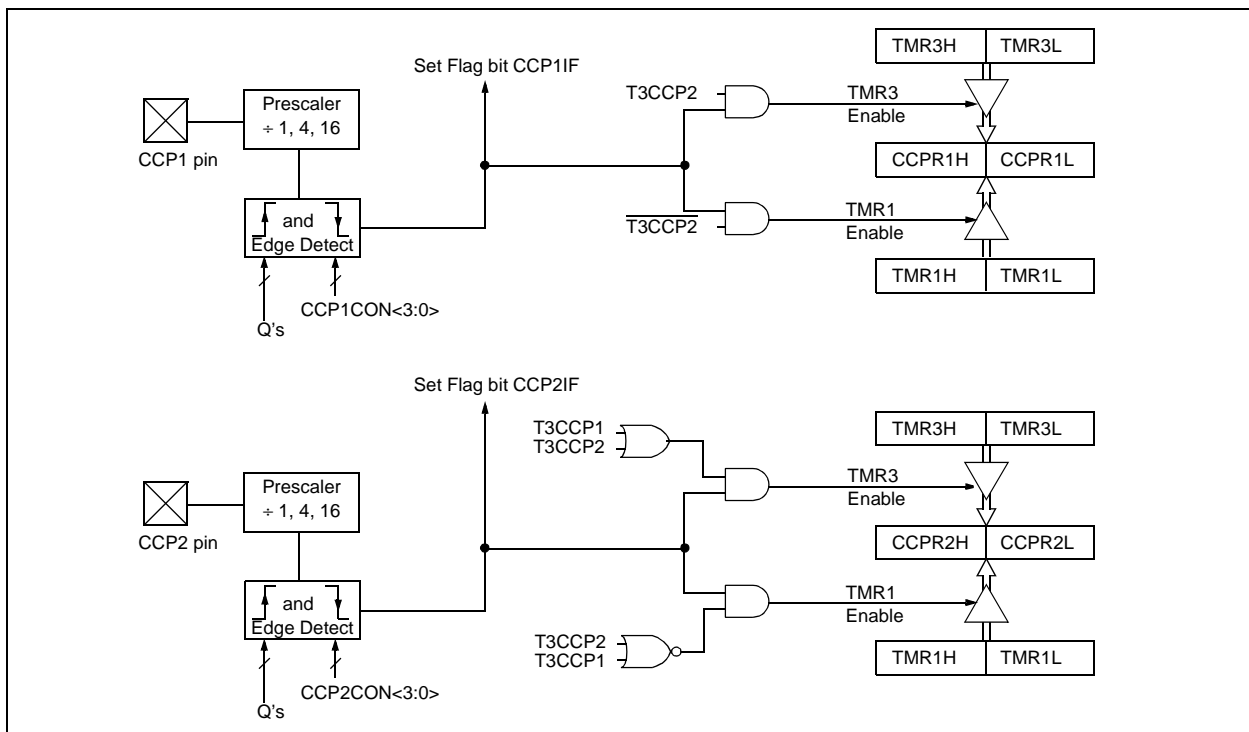 TMR3H TMR3L
Set Flag bit CCP1IF
T3CCP2
TMR3
Enable
Prescaler
÷ 1, 4, 16
CCP1 pin
CCPR1H CCPR1L
and
Edge Detect
T3CCP2
TMR1
Enable
TMR1H TMR1L
CCP1CON<3:0>
Q's
Set Flag bit CCP2IF
T3CCP1
T3CCP2
TMR3H TMR3L
TMR3
Enable
Prescaler
÷ 1, 4, 16
CCP2 pin
CCPR2H CCPR2L
and
Edge Detect
TMR1
Enable
T3CCP2
T3CCP1
TMR1H TMR1L
CCP2CON<3:0>
Q's